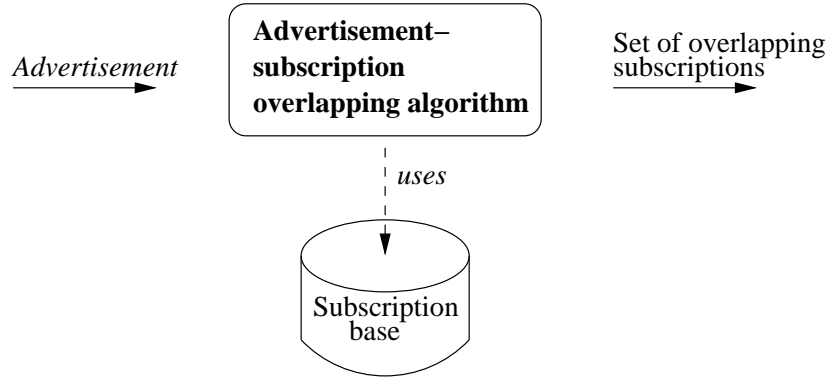 Advertisement
Advertisement–
subscription
overlapping algorithm
Set of overlapping
subscriptions
uses
Subscription
base